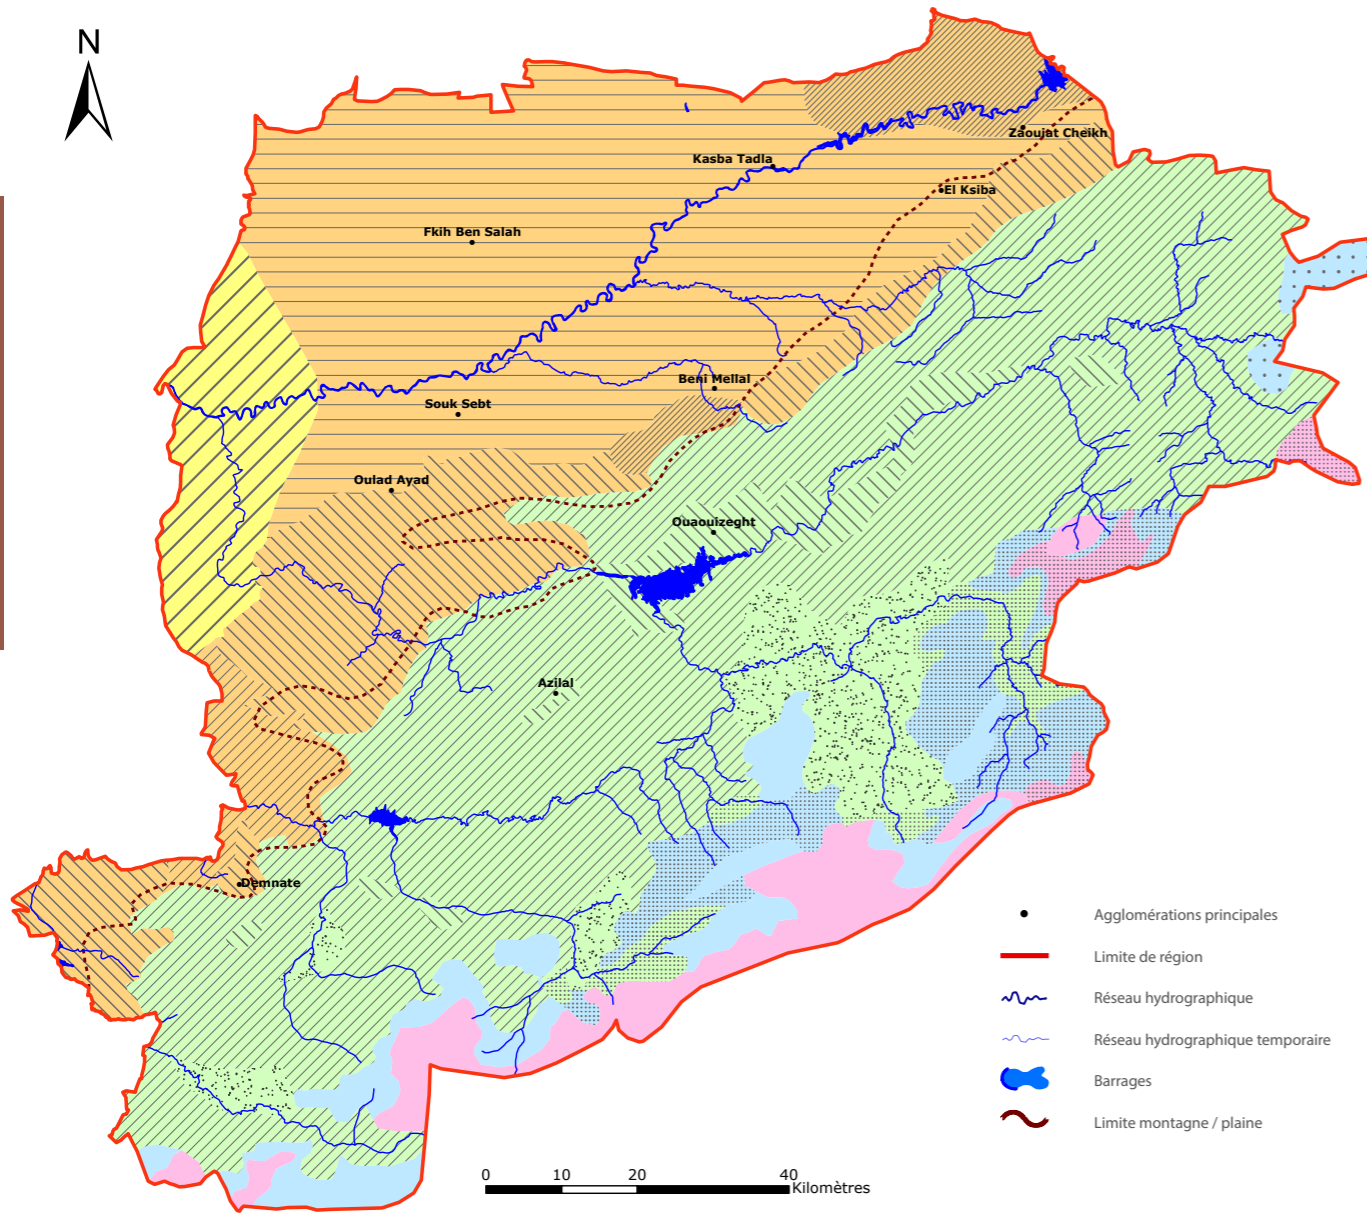 N
Zaouiat Cheikh
Kasba Tadla
El Ksiba
Fkih Ben Salah
Beni Mellal
Souk Sebt
Oulad Ayad
Ouaouizeght
Azilal
Demnate
Agglomérations principales
Limite de région
Réseau hydrographique
Réseau hydrographique temporaire
Barrages
Limite montagne / plaine
0 10 20 40
Kilomètres